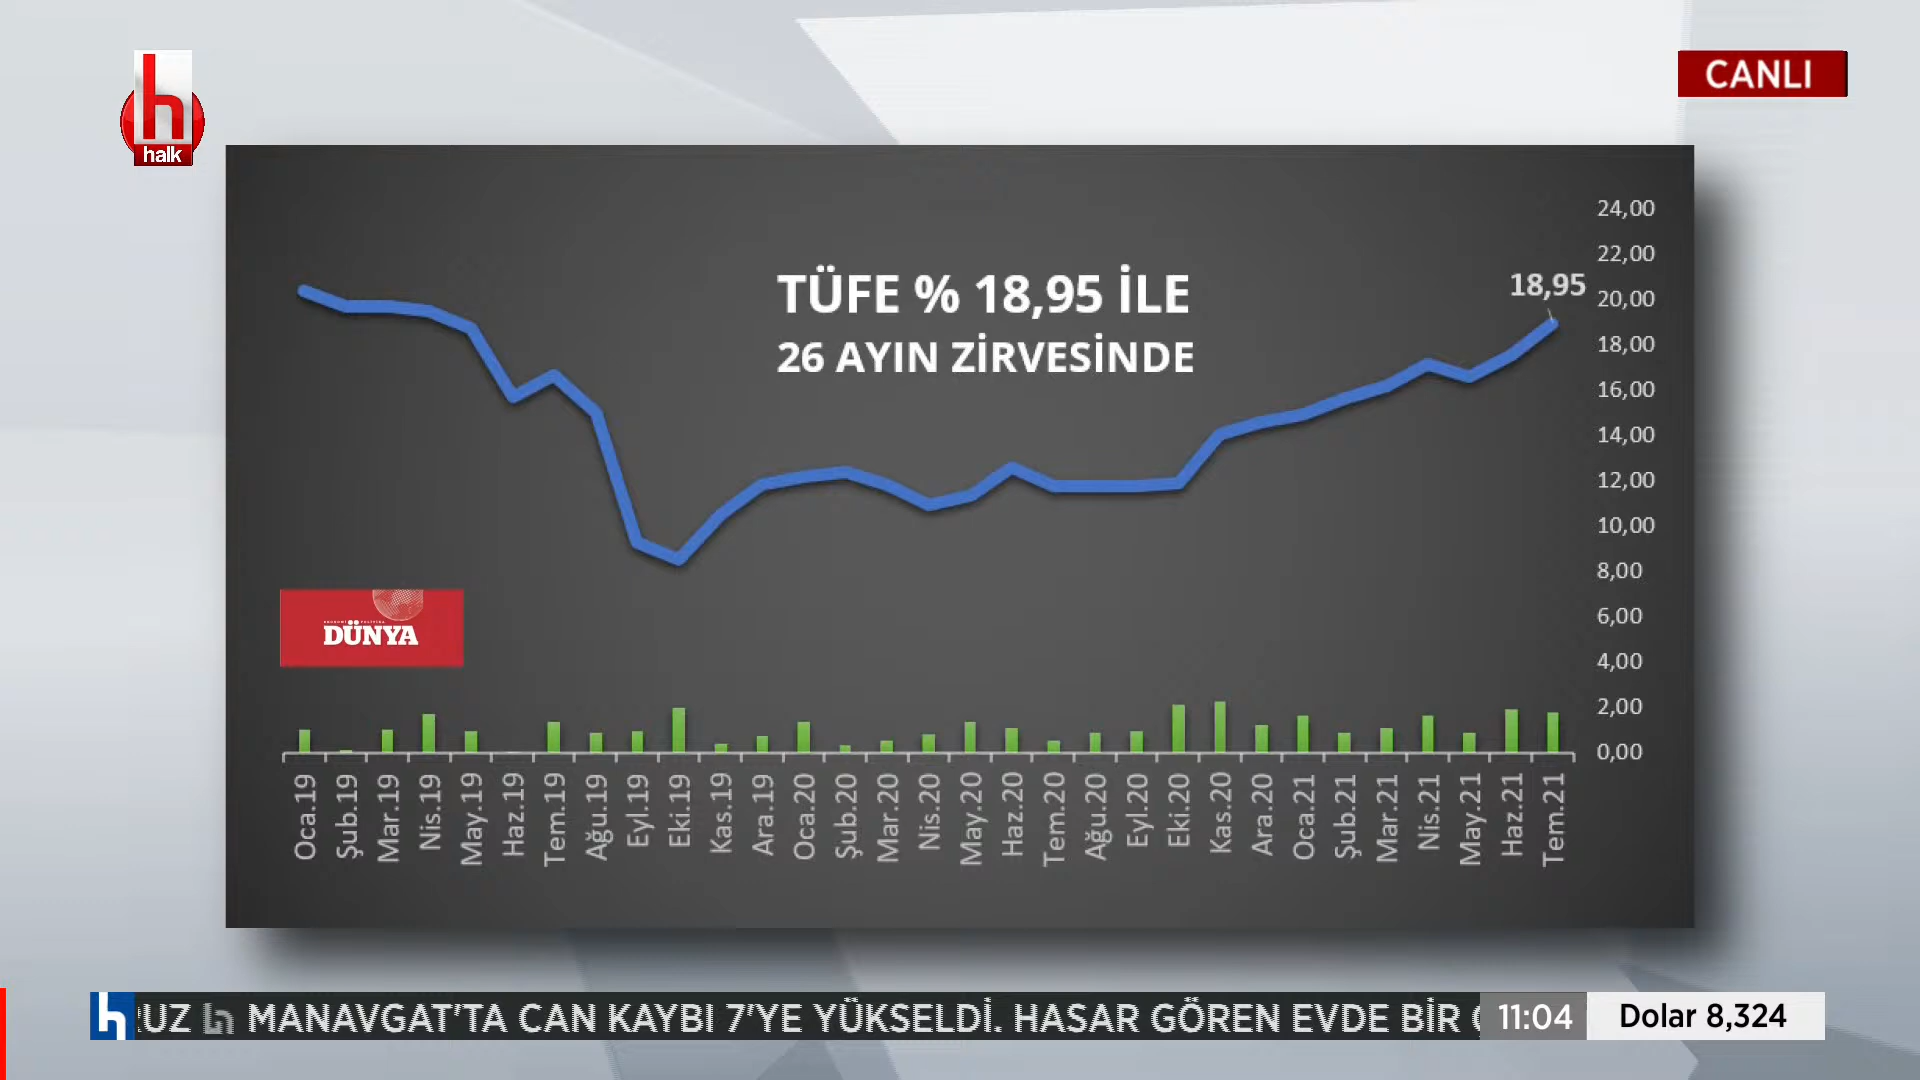 halk
CANLI
TÜFE % 18,95 İLE
26 AYIN ZİRVESİNDE
18,95
24,00
22,00
20,00
18,00
16,00
14,00
12,00
10,00
8,00
6,00
4,00
2,00
0,00
DÜNYA
Oca.19
Şub.19
Mar.19
Nis.19
May.19
Haz.19
Tem.19
Ağu.19
Eyl.19
Eki.19
Kas.19
Ara.19
Oca.20
Şub.20
Mar.20
Nis.20
May.20
Haz.20
Tem.20
Ağu.20
Eyl.20
Eki.20
Kas.20
Ara.20
Oca.21
Şub.21
Mar.21
Nis.21
May.21
Haz.21
Tem.21
UZ h MANAVGAT'TA CAN KAYBI 7'YE YÜKSELDİ. HASAR GÖREN EVDE BİR
11:04
Dolar 8,324